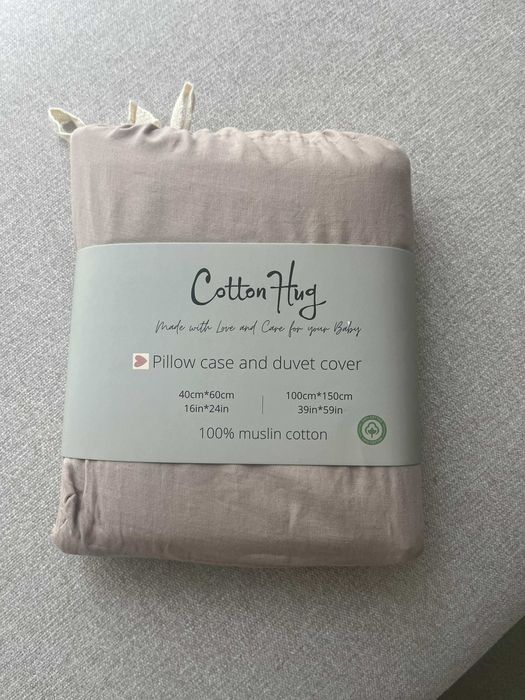 Cotton Hug
Made with Love and Care for your Baby
Pillow case and duvet cover
40cm*60cm 100cm*150cm
16in*24in 39in*59in
100% muslin cotton